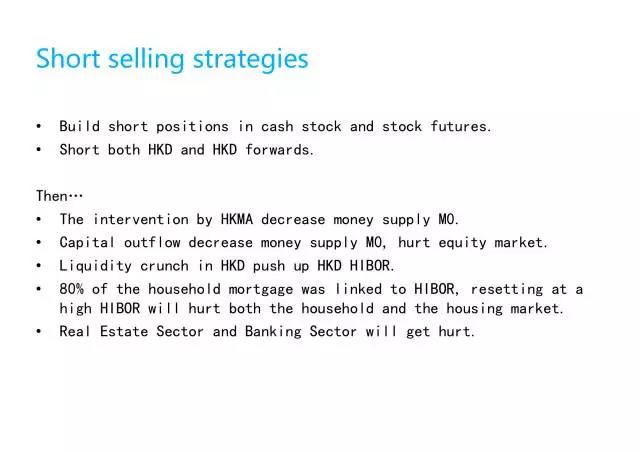 Short selling strategies
• Build short positions in cash stock and stock futures.
• Short both HKD and HKD forwards.
Then…
• The intervention by HKMA decrease money supply M0.
• Capital outflow decrease money supply M0, hurt equity market.
• Liquidity crunch in HKD push up HKD HIBOR.
• 80% of the household mortgage was linked to HIBOR, resetting at a
high HIBOR will hurt both the household and the housing market.
• Real Estate Sector and Banking Sector will get hurt.